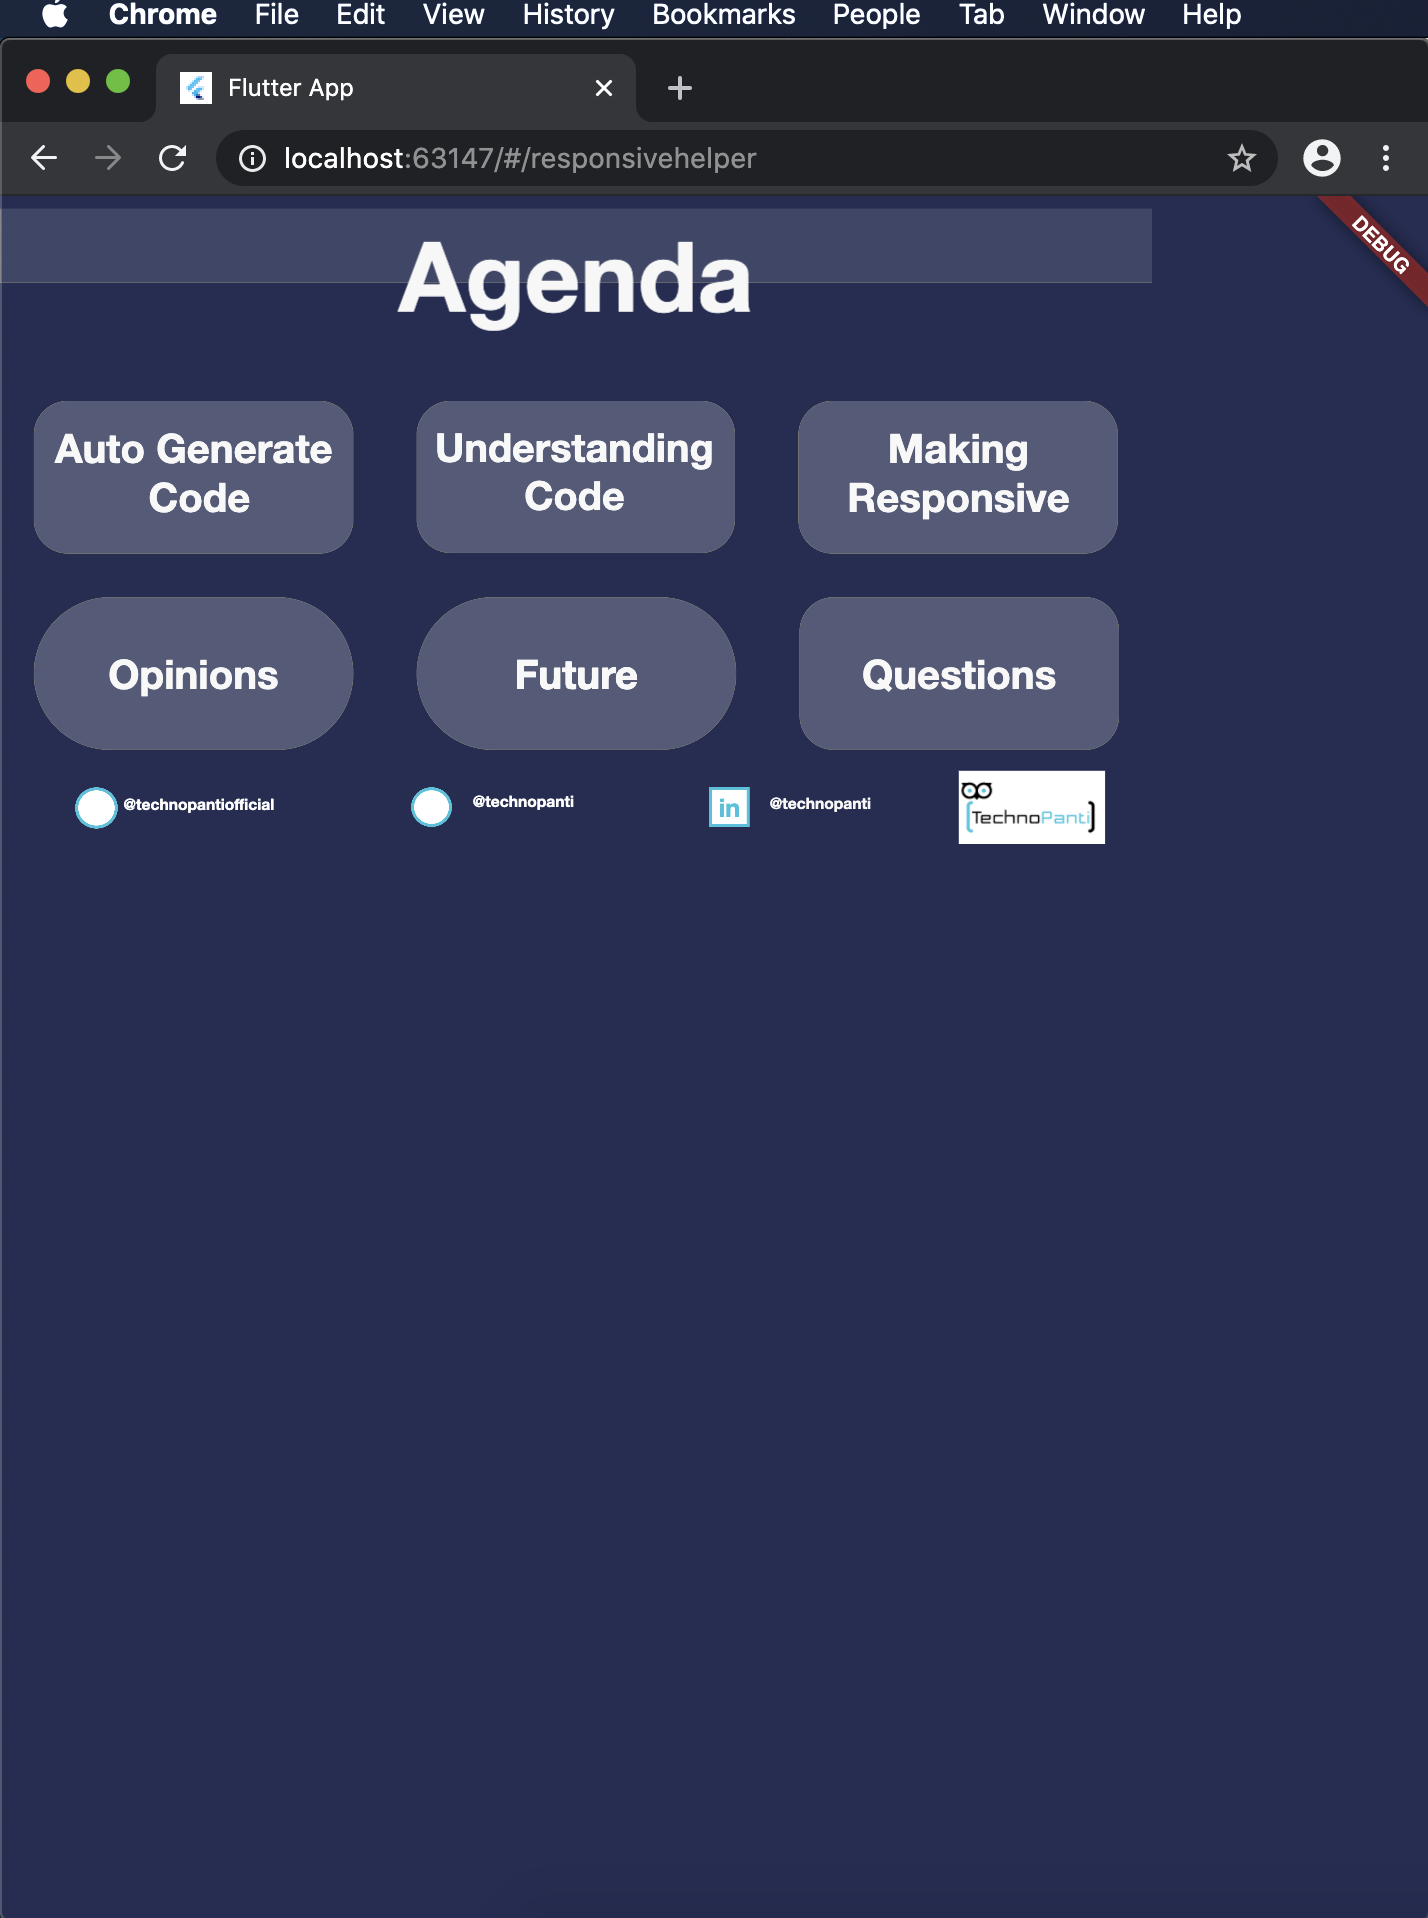 Chrome File Edit View History Bookmarks People Tab Window Help
Flutter App
localhost:63147/#/responsivehelper
DEBUG
Agenda
Auto Generate
Code
Understanding
Code
Making
Responsive
Opinions
Future
Questions
@technopantiofficial
@technopanti
in
@technopanti
[TechnoPanti]